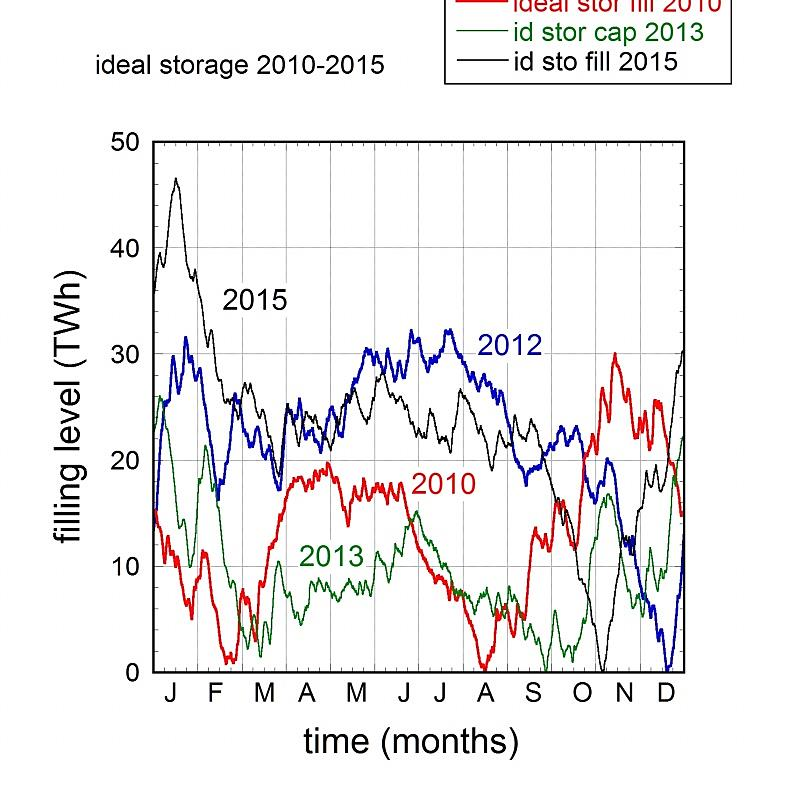 ideal stor fill 2010
id stor cap 2013
id sto fill 2015
ideal storage 2010-2015
50
40
30
20
10
0
filling level (TWh)
2015
2012
2010
2013
J F M A M J J A S O N D
time (months)